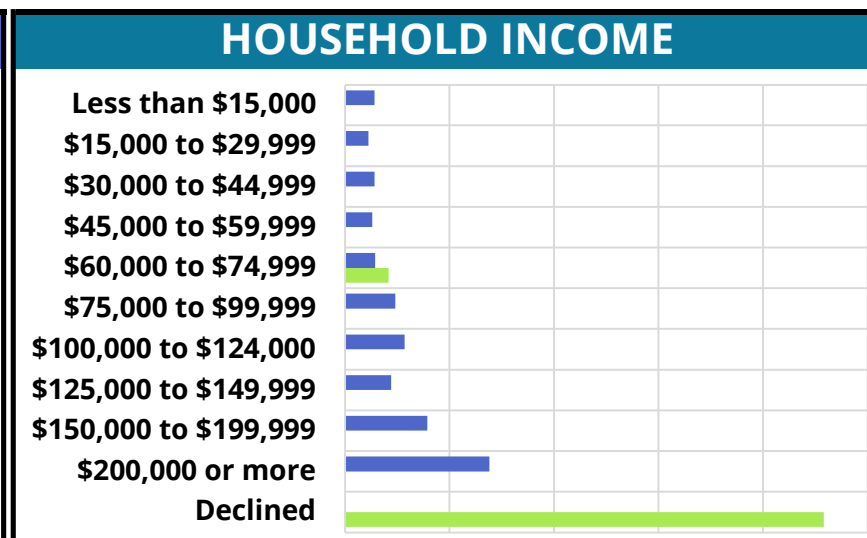 HOUSEHOLD INCOME
Less than $15,000
$15,000 to $29,999
$30,000 to $44,999
$45,000 to $59,999
$60,000 to $74,999
$75,000 to $99,999
$100,000 to $124,000
$125,000 to $149,999
$150,000 to $199,999
$200,000 or more
Declined